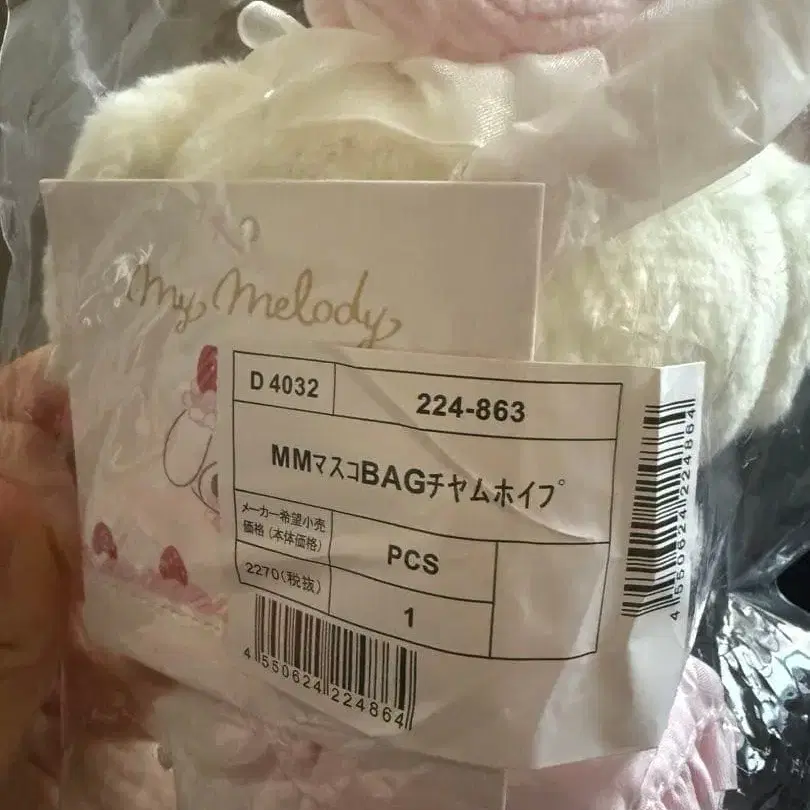 My Melody
D 4032
224-863
MMマスコBAGチヤムホイプ
メーカー希望小売
価格(本体価格)
PCS
2270(税抜)
1
4 550624 224864
4 550624 224864